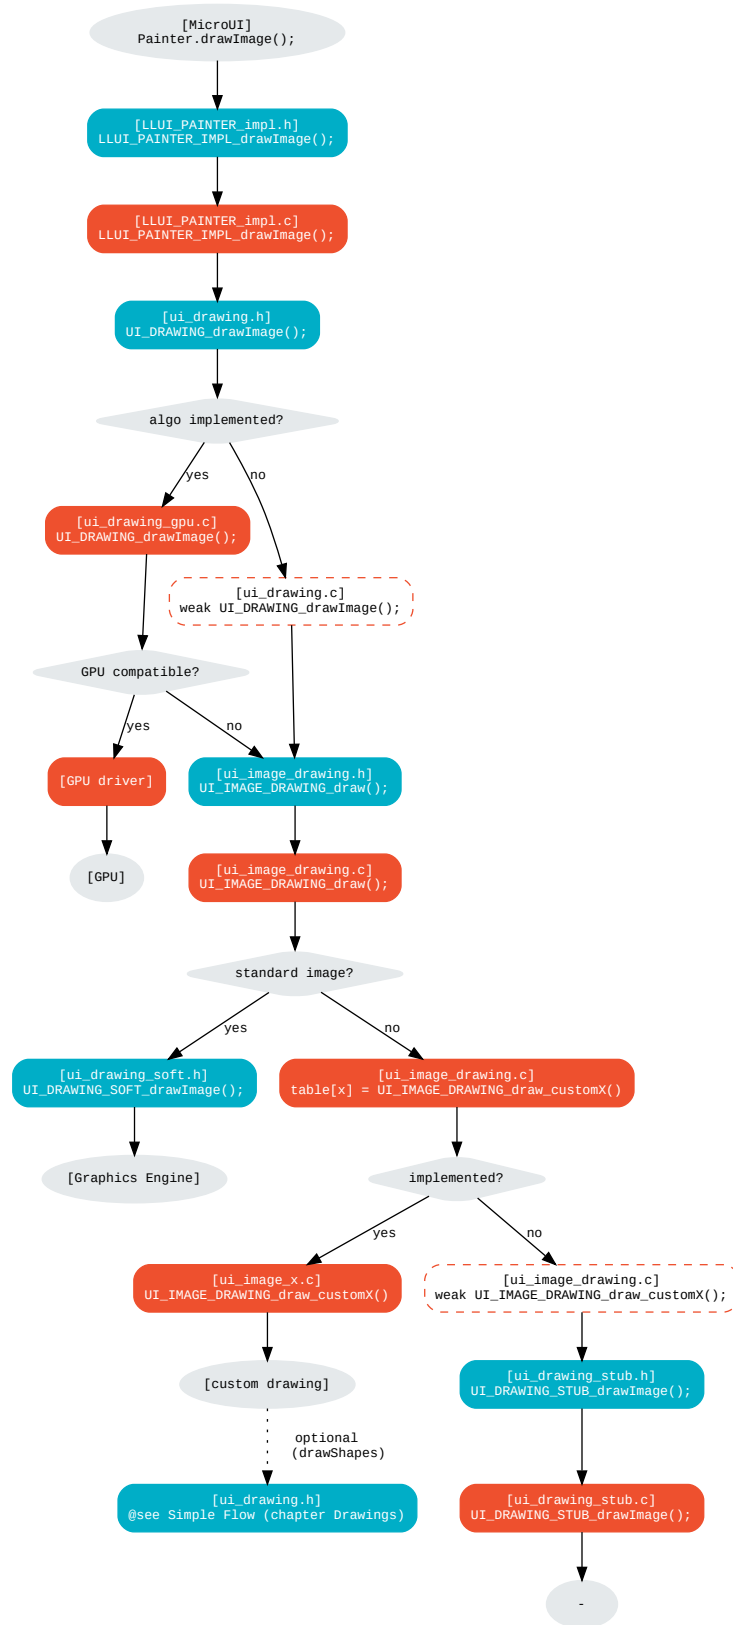 [MicroUI]
Painter.drawImage();
[LLUI_PAINTER_impl.h]
LLUI_PAINTER_IMPL_drawImage();
[LLUI_PAINTER_impl.c]
LLUI_PAINTER_IMPL_drawImage();
[ui_drawing.h]
UI_DRAWING_drawImage();
algo implemented?
yes
no
[ui_drawing_gpu.c]
UI_DRAWING_drawImage();
[ui_drawing.c]
weak UI_DRAWING_drawImage();
GPU compatible?
yes
no
[GPU driver]
[ui_image_drawing.h]
UI_IMAGE_DRAWING_draw();
[GPU]
[ui_image_drawing.c]
UI_IMAGE_DRAWING_draw();
standard image?
yes
no
[ui_drawing_soft.h]
UI_DRAWING_SOFT_drawImage();
[ui_image_drawing.c]
table[x] = UI_IMAGE_DRAWING_draw_customX()
[Graphics Engine]
implemented?
yes
no
[ui_image_x.c]
UI_IMAGE_DRAWING_draw_customX()
[ui_image_drawing.c]
weak UI_IMAGE_DRAWING_draw_customX();
[custom drawing]
[ui_drawing_stub.h]
UI_DRAWING_STUB_drawImage();
optional
(drawShapes)
[ui_drawing.h]
@see Simple Flow (chapter Drawings)
[ui_drawing_stub.c]
UI_DRAWING_STUB_drawImage();
-